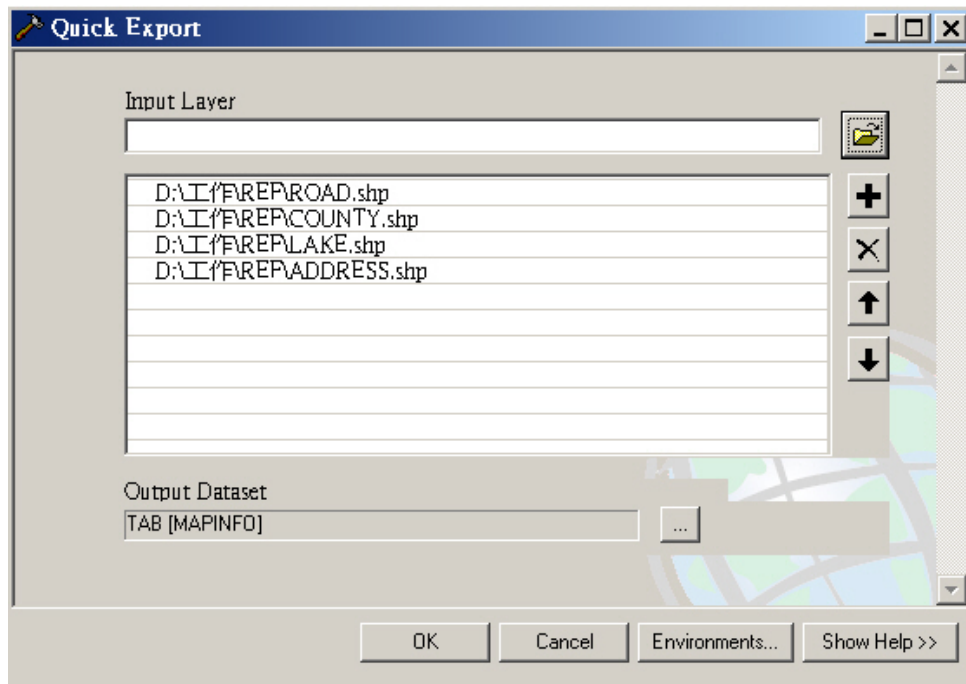 Quick Export
Input Layer
D:\工作\REF\ROAD.shp
D:\工作\REF\COUNTY.shp
D:\工作\REF\LAKE.shp
D:\工作\REF\ADDRESS.shp
Output Dataset
TAB [MAPINFO]
...
OK
Cancel
Environments...
Show Help >>